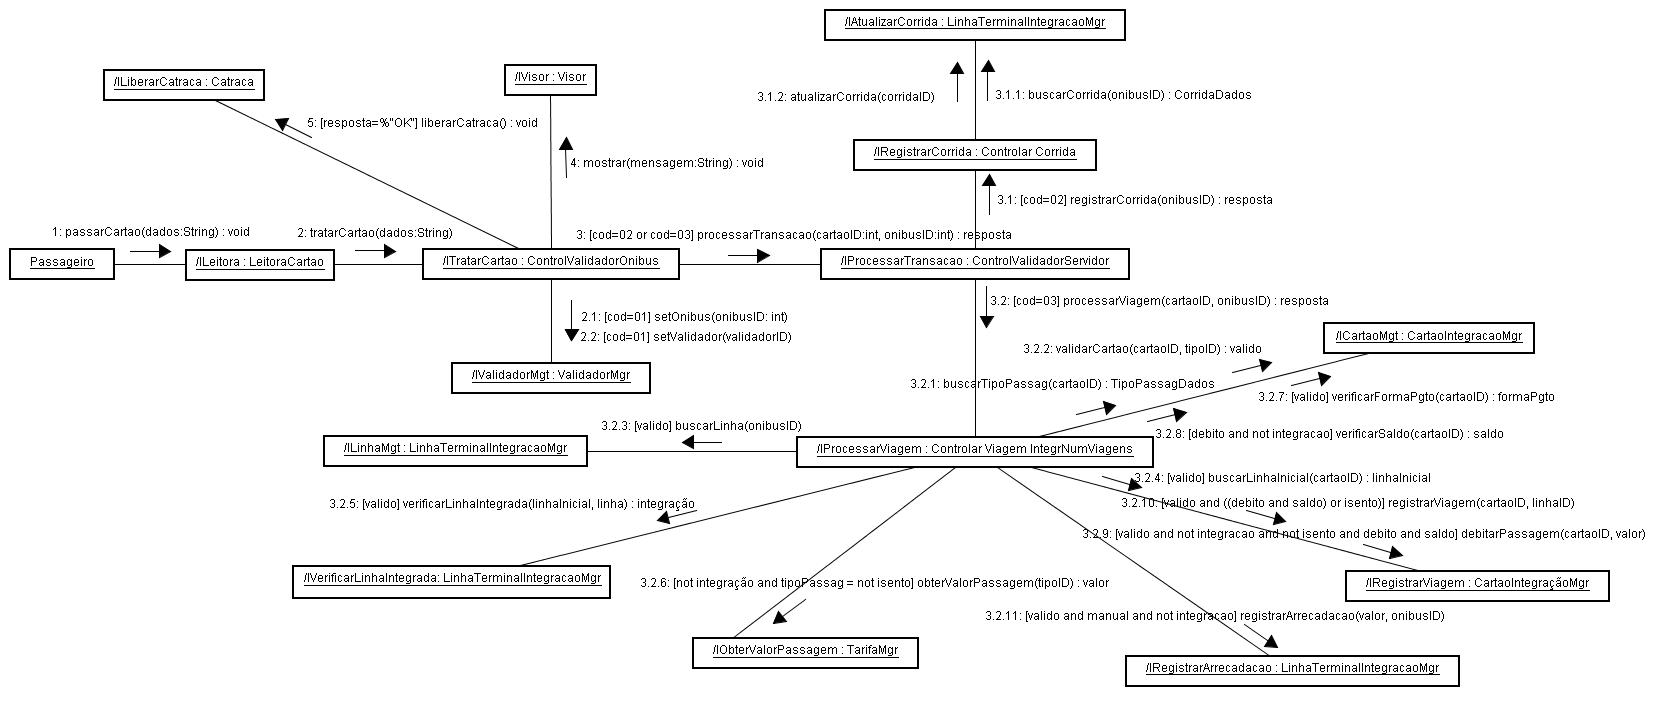 /IAtualizarCorrida : LinhaTerminalIntegracaoMgr
/ILiberarCatraca : Catraca
/IVisor : Visor
3.1.2: atualizarCorrida(corridaID)
3.1.1: buscarCorrida(onibusID) : CorridaDados
5: [resposta=%"OK"] liberarCatraca() : void
4: mostrar(mensagem:String) : void
/IRegistrarCorrida : Controlar Corrida
3.1: [cod=02] registrarCorrida(onibusID) : resposta
1: passarCartao(dados:String) : void
2: tratarCartao(dados:String)
3: [cod=02 or cod=03] processarTransacao(cartaoID:int, onibusID:int) : resposta
Passageiro
/ILeitora : LeitoraCartao
/ITratarCartao : ControlValidadorOnibus
/IProcessarTransacao : ControlValidadorServidor
3.2: [cod=03] processarViagem(cartaoID, onibusID) : resposta
2.1: [cod=01] setOnibus(onibusID: int)
2.2: [cod=01] setValidador(validadorID)
/ICartaoMgt : CartaoIntegracaoMgr
3.2.2: validarCartao(cartaoID, tipoID) : valido
/IValidadorMgt : ValidadorMgr
3.2.1: buscarTipoPassag(cartaoID) : TipoPassagDados
3.2.7: [valido] verificarFormaPgto(cartaoID) : formaPgto
3.2.3: [valido] buscarLinha(onibusID)
3.2.8: [debito and not integracao] verificarSaldo(cartaoID) : saldo
/ILinhaMgt : LinhaTerminalIntegracaoMgr
/IProcessarViagem : Controlar Viagem IntegrNumViagens
3.2.4: [valido] buscarLinhaInicial(cartaoID) : linhaInicial
3.2.5: [valido] verificarLinhaIntegrada(linhaInicial, linha) : integração
3.2.10: [valido and ((debito and saldo) or isento)] registrarViagem(cartaoID, linhaID)
3.2.9: [valido and not integracao and not isento and debito and saldo] debitarPassagem(cartaoID, valor)
/IVerificarLinhaIntegrada: LinhaTerminalIntegracaoMgr
3.2.6: [not integração and tipoPassag = not isento] obterValorPassagem(tipoID) : valor
/IRegistrarViagem : CartaoIntegraçãoMgr
3.2.11: [valido and manual and not integracao] registrarArrecadacao(valor, onibusID)
/IObterValorPassagem : TarifaMgr
/IRegistrarArrecadacao : LinhaTerminalIntegracaoMgr